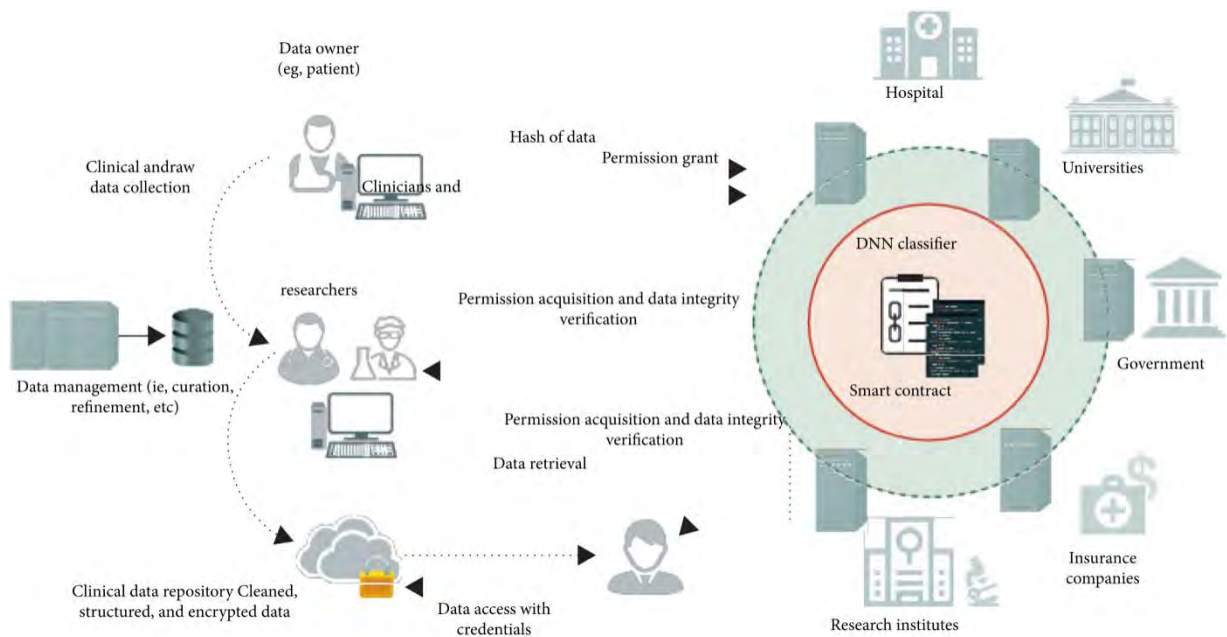 Data owner
(eg, patient)
Hospital
Hash of data
Permission grant
Clinical andraw
data collection
Universities
Clinicians and
DNN classifier
researchers
Permission acquisition and data integrity
verification
Government
Data management (ie, curation,
refinement, etc)
Smart contract
Permission acquisition and data integrity
verification
Data retrieval
Insurance
companies
Clinical data repository Cleaned,
structured, and encrypted data
Data access with
credentials
Research institutes